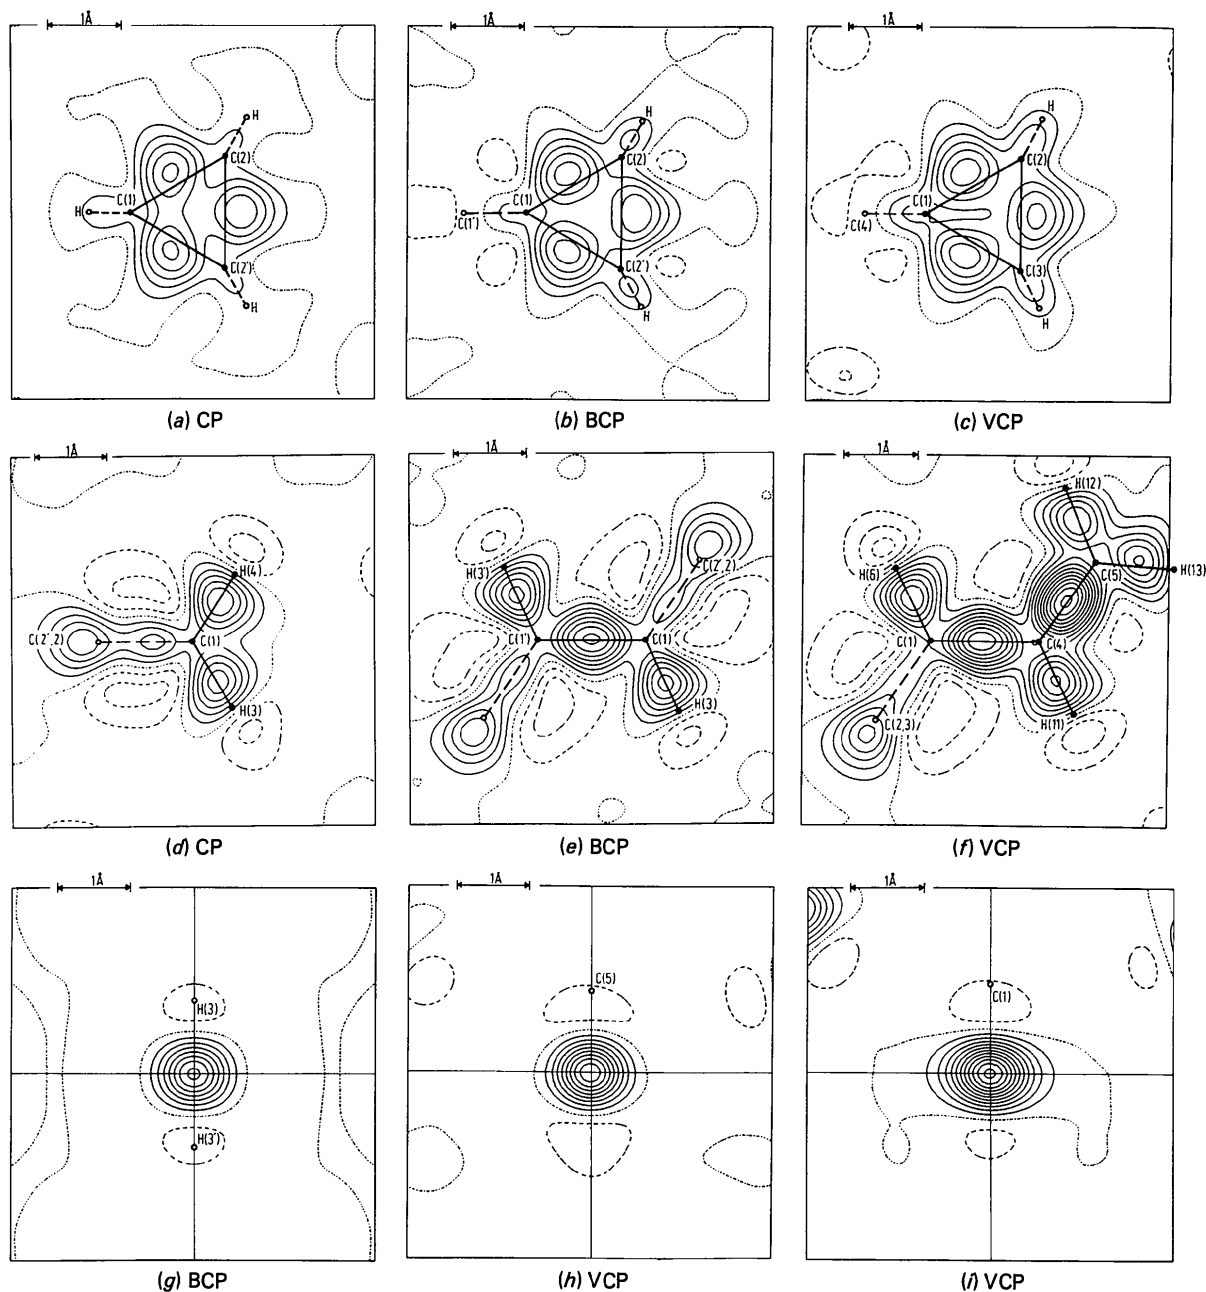 1Å 1Å 1Å
H H H
C(2) C(2) C(2)
H C(1) C(1') C(1) C(4) C(1)
C(2') C(2') C(3)
H H H
(a) CP (b) BCP (c) VCP
1Å 1Å 1Å
H(4) H(3') C(2',2) H(6) H(12) C(5) H(13)
C(2',2) C(1) C(1') C(1) C(1) C(4)
H(3) H(3) C(2,3) H(11)
(d) CP (e) BCP (f) VCP
1Å 1Å 1Å
H(3) C(5) C(1)
H(3')
(g) BCP (h) VCP (i) VCP